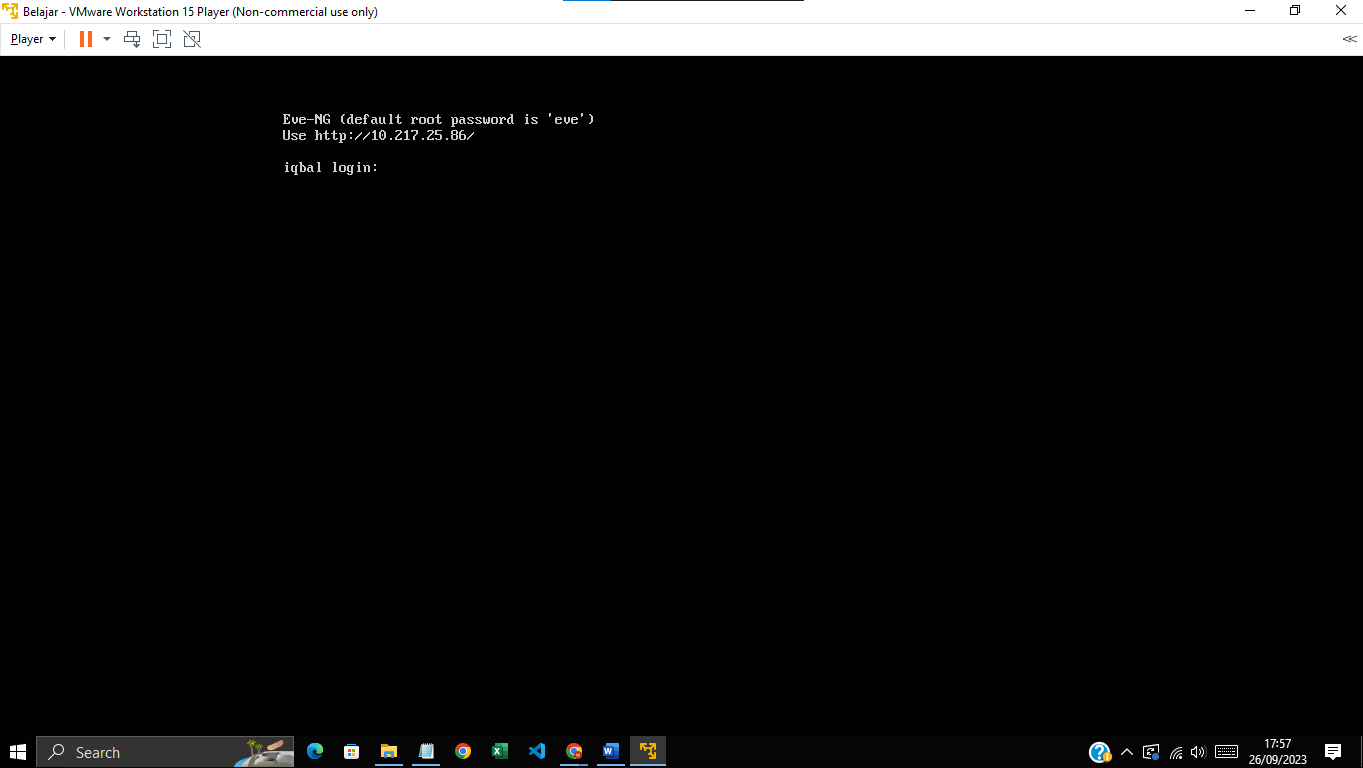 Belajar - VMware Workstation 15 Player (Non-commercial use only)
Player
Eve-NG (default root password is 'eve')
Use http://10.217.25.86/
iqbal login:
Search
17:57
26/09/2023